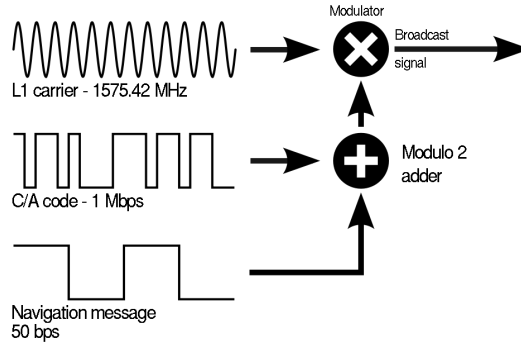 Modulator
Broadcast
signal
L1 carrier - 1575.42 MHz
Modulo 2
adder
C/A code - 1 Mbps
Navigation message
50 bps